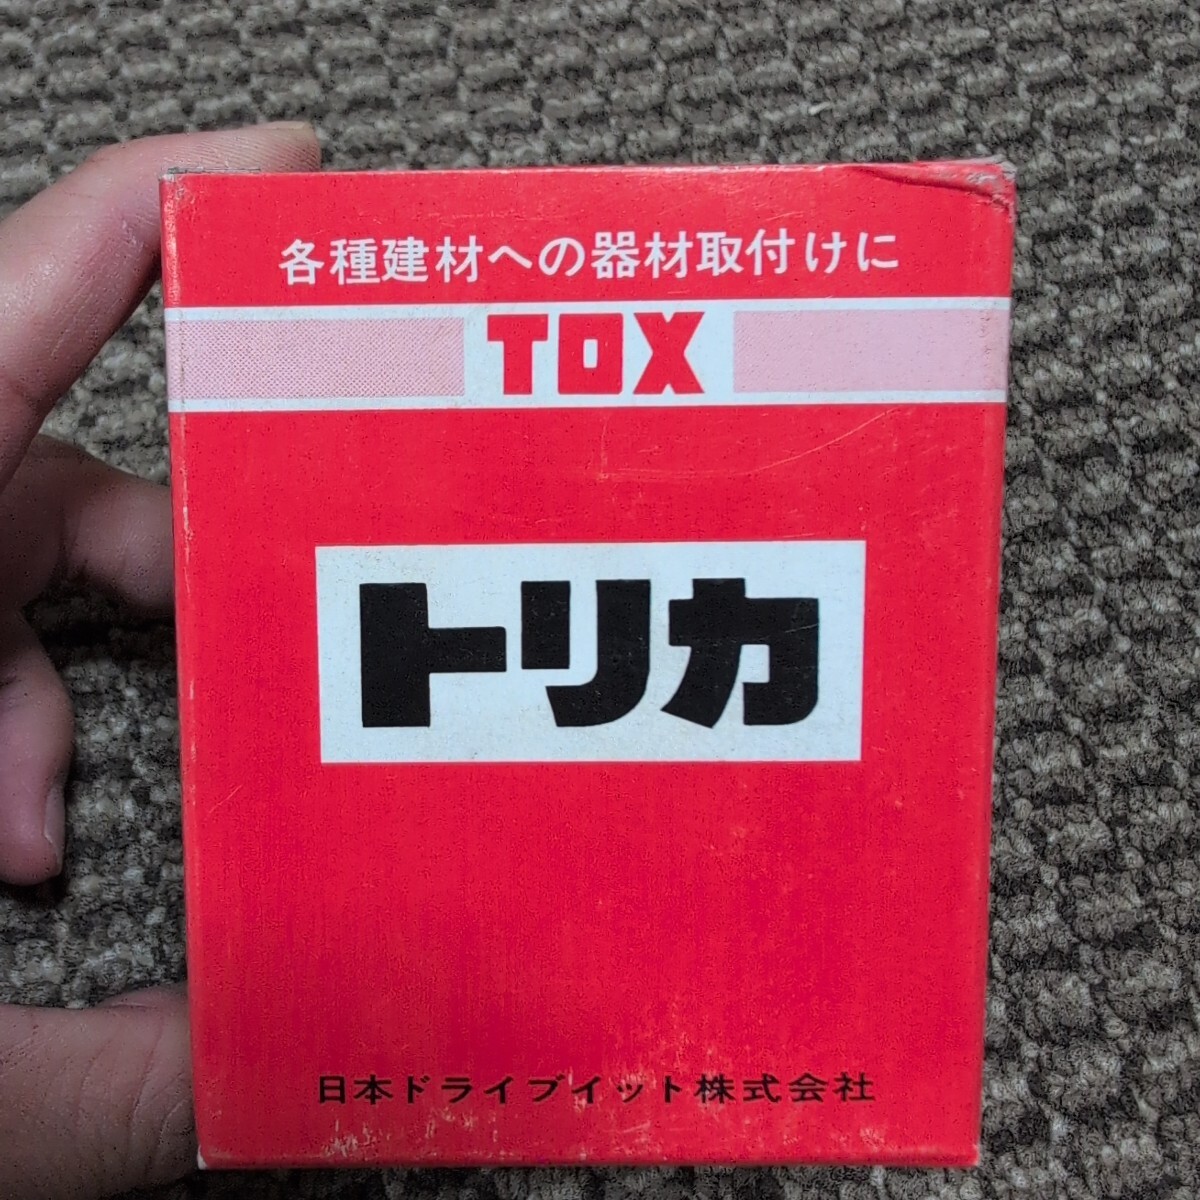 各種建材への器材取付けに
TOX
トリカ
日本ドライブイット株式会社